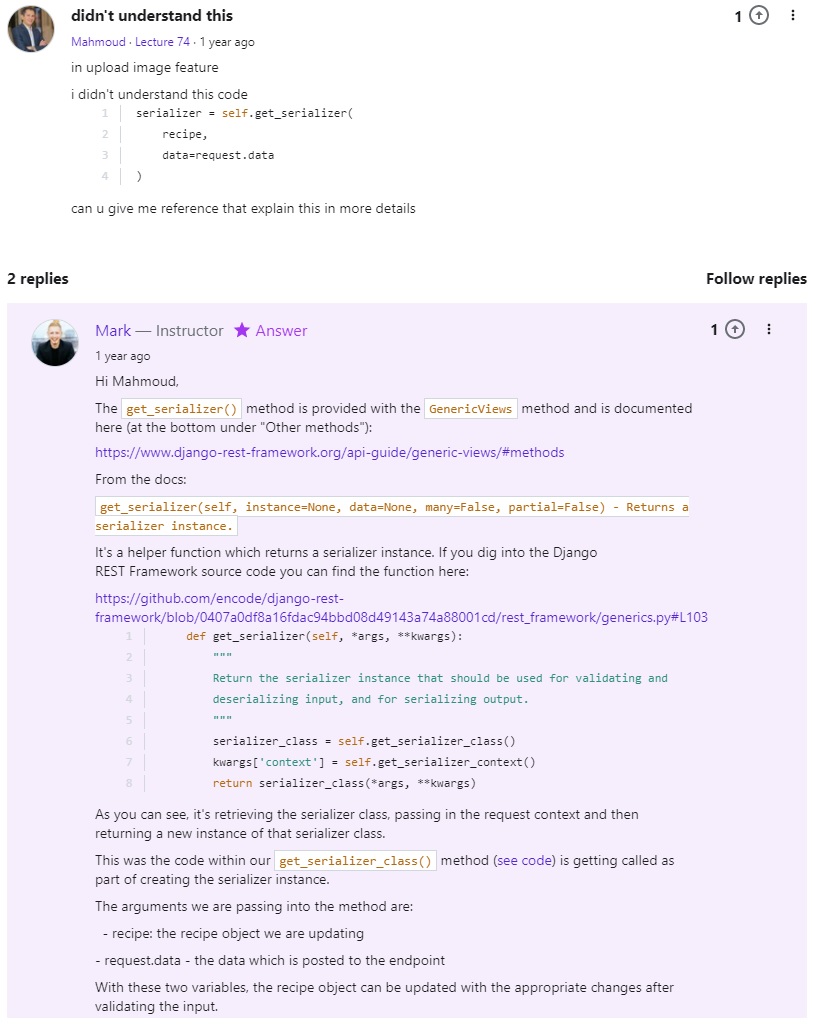 didn't understand this
1
Mahmoud · Lecture 74 · 1 year ago
in upload image feature
i didn't understand this code
1 serializer = self.get_serializer(
2     recipe,
3     data=request.data
4 )
can u give me reference that explain this in more details
2 replies
Follow replies
Mark — Instructor ★ Answer
1
1 year ago
Hi Mahmoud,
The get_serializer() method is provided with the GenericViews method and is documented
here (at the bottom under "Other methods"):
https://www.django-rest-framework.org/api-guide/generic-views/#methods
From the docs:
get_serializer(self, instance=None, data=None, many=False, partial=False) - Returns a
serializer instance.
It's a helper function which returns a serializer instance. If you dig into the Django
REST Framework source code you can find the function here:
https://github.com/encode/django-rest-
framework/blob/0407a0df8a16fdac94bbd08d49143a74a88001cd/rest_framework/generics.py#L103
1     def get_serializer(self, *args, **kwargs):
2         """
3         Return the serializer instance that should be used for validating and
4         deserializing input, and for serializing output.
5         """
6         serializer_class = self.get_serializer_class()
7         kwargs['context'] = self.get_serializer_context()
8         return serializer_class(*args, **kwargs)
As you can see, it's retrieving the serializer class, passing in the request context and then
returning a new instance of that serializer class.
This was the code within our get_serializer_class() method (see code) is getting called as
part of creating the serializer instance.
The arguments we are passing into the method are:
- recipe: the recipe object we are updating
- request.data - the data which is posted to the endpoint
With these two variables, the recipe object can be updated with the appropriate changes after
validating the input.